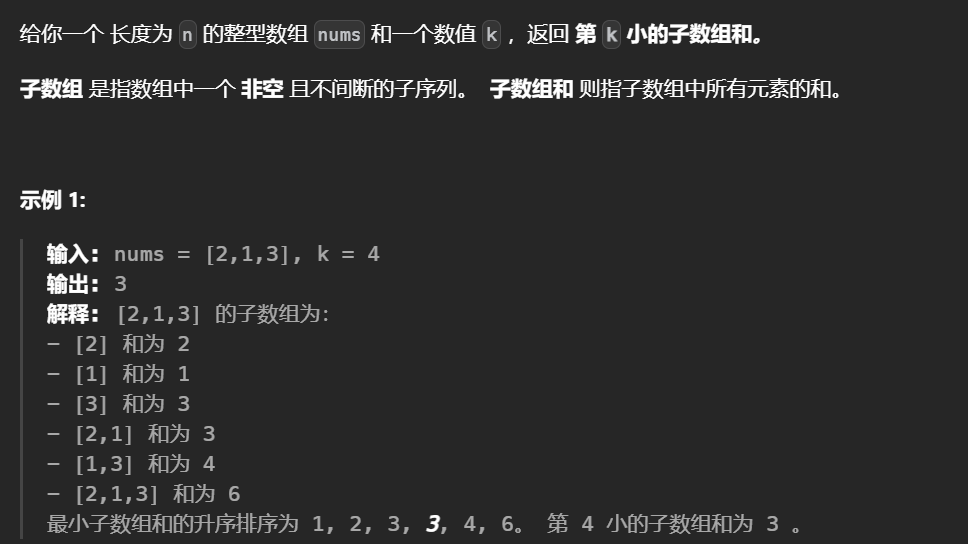 给你一个 长度为 n 的整型数组 nums 和一个数值 k ，返回 第 k 小的子数组和。
子数组 是指数组中一个 非空 且不间断的子序列。 子数组和 则指子数组中所有元素的和。
示例 1:
输入: nums = [2,1,3], k = 4
输出: 3
解释: [2,1,3] 的子数组为:
- [2] 和为 2
- [1] 和为 1
- [3] 和为 3
- [2,1] 和为 3
- [1,3] 和为 4
- [2,1,3] 和为 6
最小子数组和的升序排序为 1, 2, 3, 3, 4, 6。 第 4 小的子数组和为 3 。